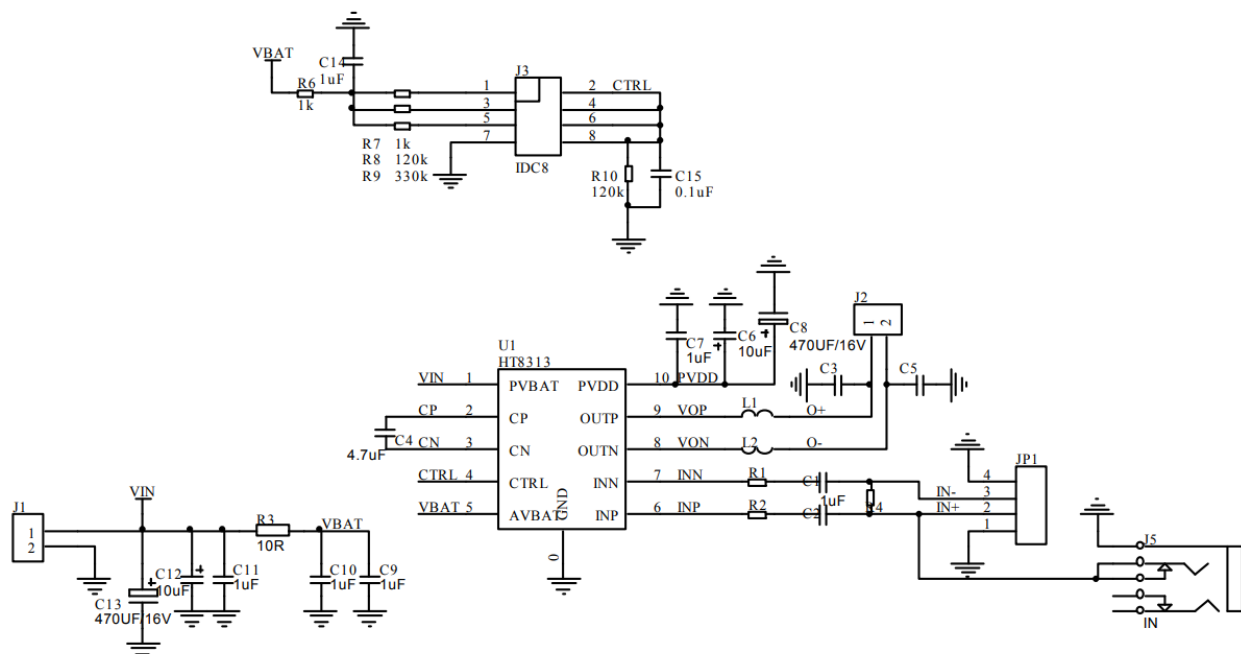 VBAT
C14
1uF
R6
1k
J3
1
2
CTRL
3
4
5
6
7
8
R7 1k
R8 120k
R9 330k
IDC8
R10
120k
C15
0.1uF
U1
HT8313
C7
1uF
C6
10uF
C8
470UF/16V
J2
1
2
C3
C5
VIN 1 PVBAT
PVDD 10 PVDD
CP 2 CP
OUTP 9 VOP L1 O+
C4
4.7uF
CN 3 CN
OUTN 8 VON L2 O-
CTRL 4 CTRL
INN 7 INN R1 C1
1uF
VBAT 5 AVBAT
GND
INP 6 INP R2 C2
0
IN-
IN+
JP1
4
3
2
1
J5
IN
J1
1
2
VIN
R3
10R
VBAT
C13
470UF/16V
C12
10uF
C11
1uF
C10
1uF
C9
1uF